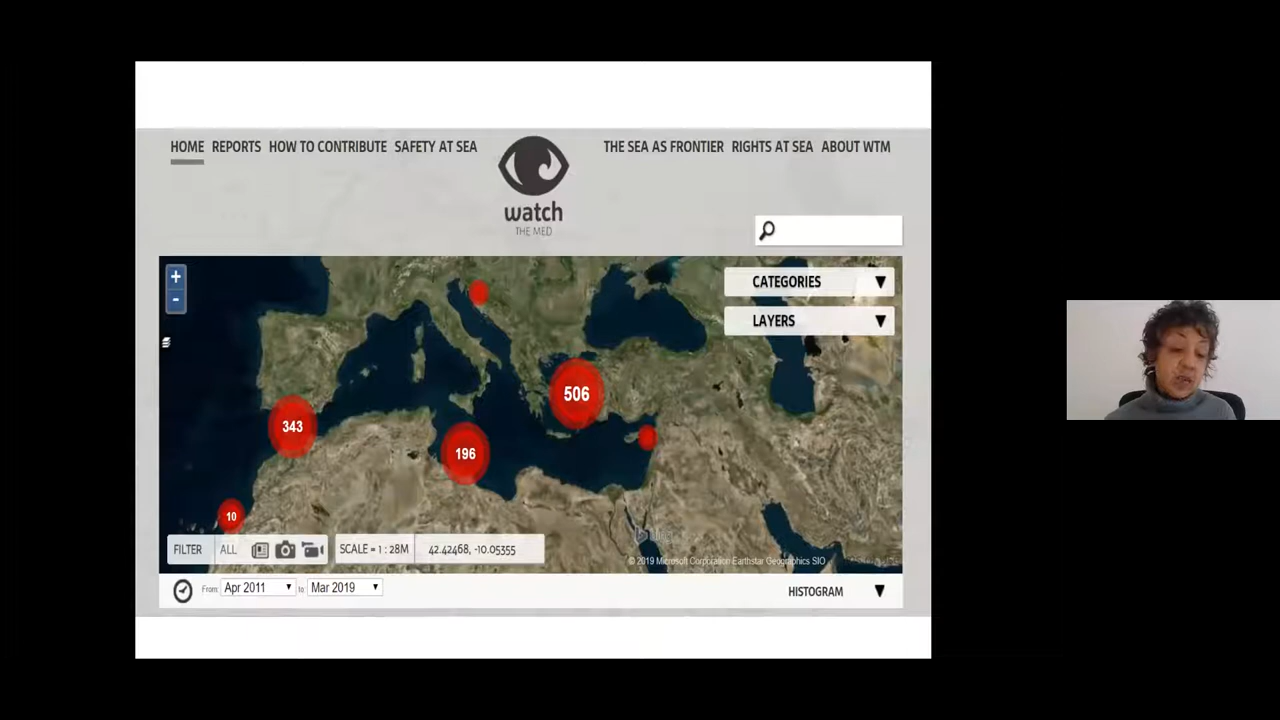 HOME REPORTS HOW TO CONTRIBUTE SAFETY AT SEA
THE SEA AS FRONTIER RIGHTS AT SEA ABOUT WTM
watch
THE MED
+
-
CATEGORIES ▼
LAYERS ▼
506
343
196
10
bing
© 2019 Microsoft Corporation Earthstar Geographics SIO
FILTER ALL
SCALE = 1 : 28M
42.42468, -10.05355
From: Apr 2011 ▼ to Mar 2019 ▼
HISTOGRAM ▼